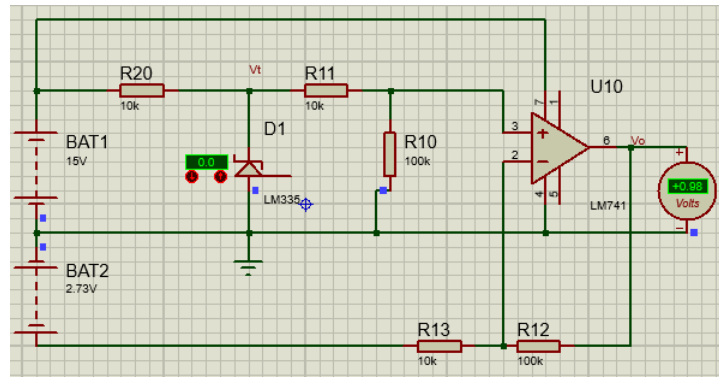 R20
10k
Vt
R11
10k
U10
7
1
BAT1
15V
D1
0.0
LM335
R10
100k
3
2
6
Vo
4
5
LM741
+
+0.98
Volts
−
BAT2
2.73V
R13
10k
R12
100k